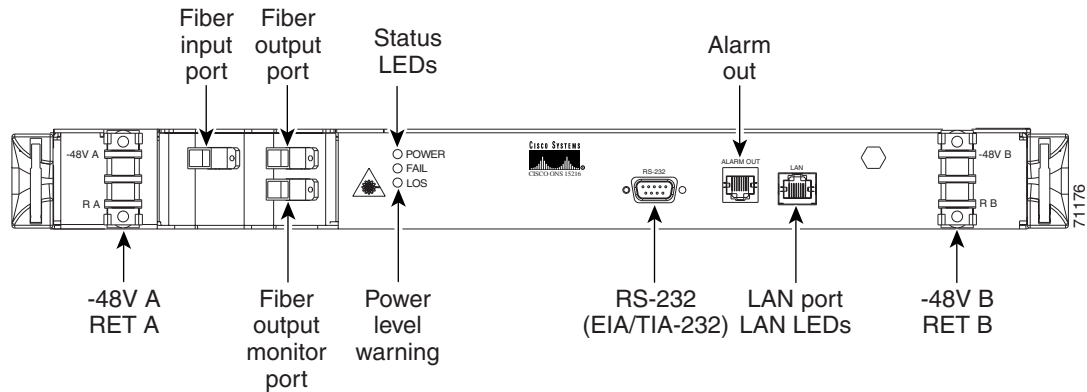 Fiber
input
port
Fiber
output
port
Status
LEDs
Alarm
out
-48V A
R A
POWER
FAIL
LOS
CISCO SYSTEMS
CISCO ONS 15216
RS-232
ALARM OUT
LAN
-48V B
R B
71176
-48V A
RET A
Fiber
output
monitor
port
Power
level
warning
RS-232
(EIA/TIA-232)
LAN port
LAN LEDs
-48V B
RET B